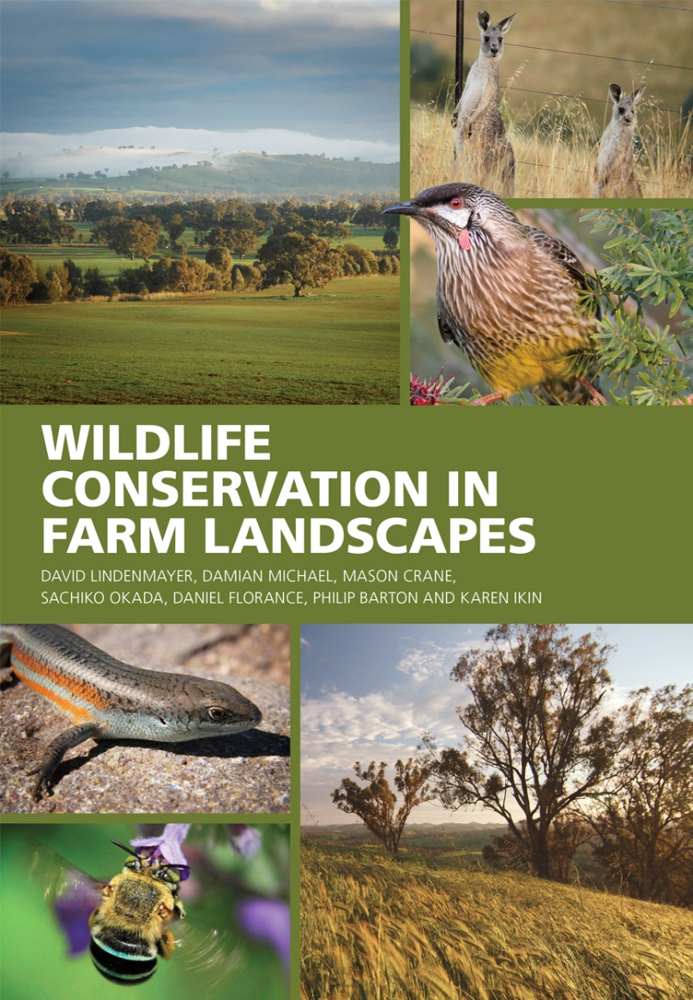 WILDLIFE
CONSERVATION IN
FARM LANDSCAPES
DAVID LINDENMAYER, DAMIAN MICHAEL, MASON CRANE,
SACHIKO OKADA, DANIEL FLORANCE, PHILIP BARTON AND KAREN IKIN